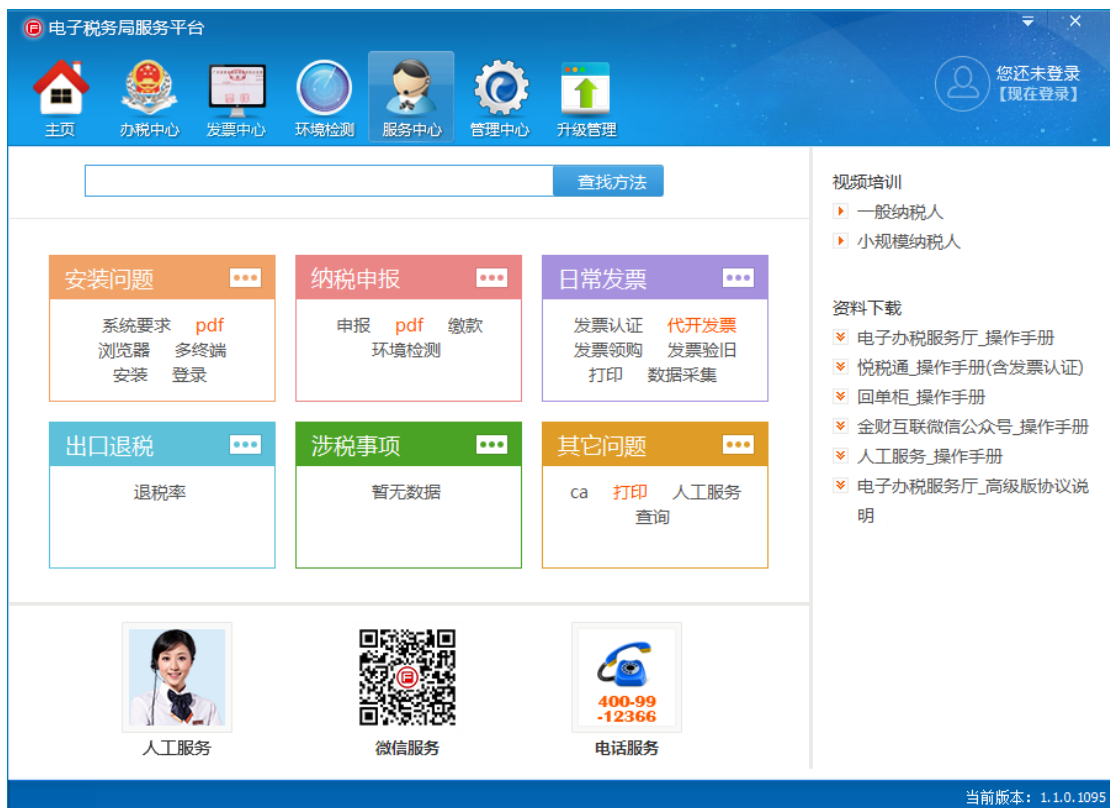 电子税务局服务平台
您还未登录
【现在登录】
主页 办税中心 发票中心 环境检测 服务中心 管理中心 升级管理
查找方法
视频培训
一般纳税人
小规模纳税人
安装问题
系统要求 pdf
浏览器 多终端
安装 登录
纳税申报
申报 pdf 缴款
环境检测
日常发票
发票认证 代开发票
发票领购 发票验旧
打印 数据采集
资料下载
电子办税服务厅_操作手册
悦税通_操作手册(含发票认证)
回单柜_操作手册
金财互联微信公众号_操作手册
人工服务_操作手册
电子办税服务厅_高级版协议说
明
出口退税
退税率
涉税事项
暂无数据
其它问题
ca 打印 人工服务
查询
400-99
-12366
人工服务 微信服务 电话服务
当前版本：1.1.0.1095